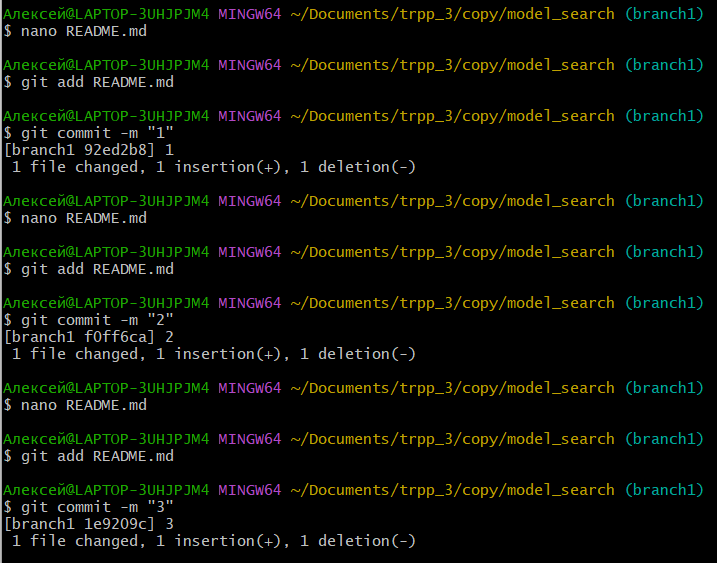 Алексей@LAPTOP-3UHJPJM4 MINGW64 ~/Documents/trpp_3/copy/model_search (branch1)
$ nano README.md
Алексей@LAPTOP-3UHJPJM4 MINGW64 ~/Documents/trpp_3/copy/model_search (branch1)
$ git add README.md
Алексей@LAPTOP-3UHJPJM4 MINGW64 ~/Documents/trpp_3/copy/model_search (branch1)
$ git commit -m "1"
[branch1 92ed2b8] 1
 1 file changed, 1 insertion(+), 1 deletion(-)
Алексей@LAPTOP-3UHJPJM4 MINGW64 ~/Documents/trpp_3/copy/model_search (branch1)
$ nano README.md
Алексей@LAPTOP-3UHJPJM4 MINGW64 ~/Documents/trpp_3/copy/model_search (branch1)
$ git add README.md
Алексей@LAPTOP-3UHJPJM4 MINGW64 ~/Documents/trpp_3/copy/model_search (branch1)
$ git commit -m "2"
[branch1 f0ff6ca] 2
 1 file changed, 1 insertion(+), 1 deletion(-)
Алексей@LAPTOP-3UHJPJM4 MINGW64 ~/Documents/trpp_3/copy/model_search (branch1)
$ nano README.md
Алексей@LAPTOP-3UHJPJM4 MINGW64 ~/Documents/trpp_3/copy/model_search (branch1)
$ git add README.md
Алексей@LAPTOP-3UHJPJM4 MINGW64 ~/Documents/trpp_3/copy/model_search (branch1)
$ git commit -m "3"
[branch1 1e9209c] 3
 1 file changed, 1 insertion(+), 1 deletion(-)